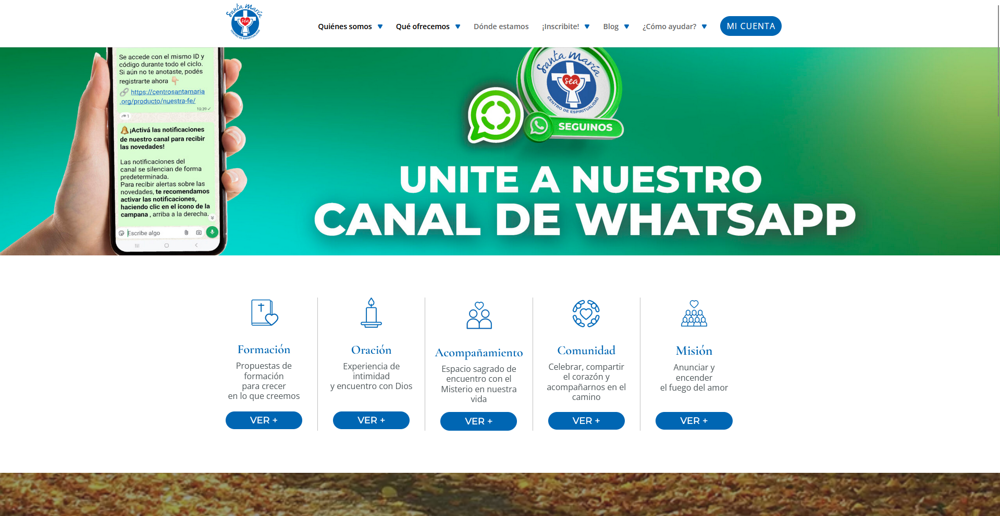 Santa María
sea
CENTRO DE ESPIRITUALIDAD
Quiénes somos
Qué ofrecemos
Dónde estamos
¡Inscribite!
Blog
¿Cómo ayudar?
MI CUENTA
Se accede con el mismo ID y
código durante todo el ciclo.
Si aún no te anotaste, podés
registrarte ahora 👇🏻
🔗 https://centrosantamaria
.org/producto/nuestra-fe/
10:39 ✓
1
🔔¡Activá las notificaciones
de nuestro canal para recibir
las novedades!
Las notificaciones del
canal se silencian de forma
predeterminada.
Para recibir alertas sobre las
novedades, te recomendamos
activar las notificaciones,
haciendo clic en el icono de la
campana , arriba a la derecha.
Escribe algo
Santa María
sea
CENTRO DE ESPIRITUALIDAD
SEGUINOS
UNITE A NUESTRO
CANAL DE WHATSAPP
Formación
Propuestas de
formación
para crecer
en lo que creemos
VER +
Oración
Experiencia de
intimidad
y encuentro con Dios
VER +
Acompañamiento
Espacio sagrado de
encuentro con el
Misterio en nuestra
vida
VER +
Comunidad
Celebrar, compartir
el corazón y
acompañarnos en el
camino
VER +
Misión
Anunciar y
encender
el fuego del amor
VER +